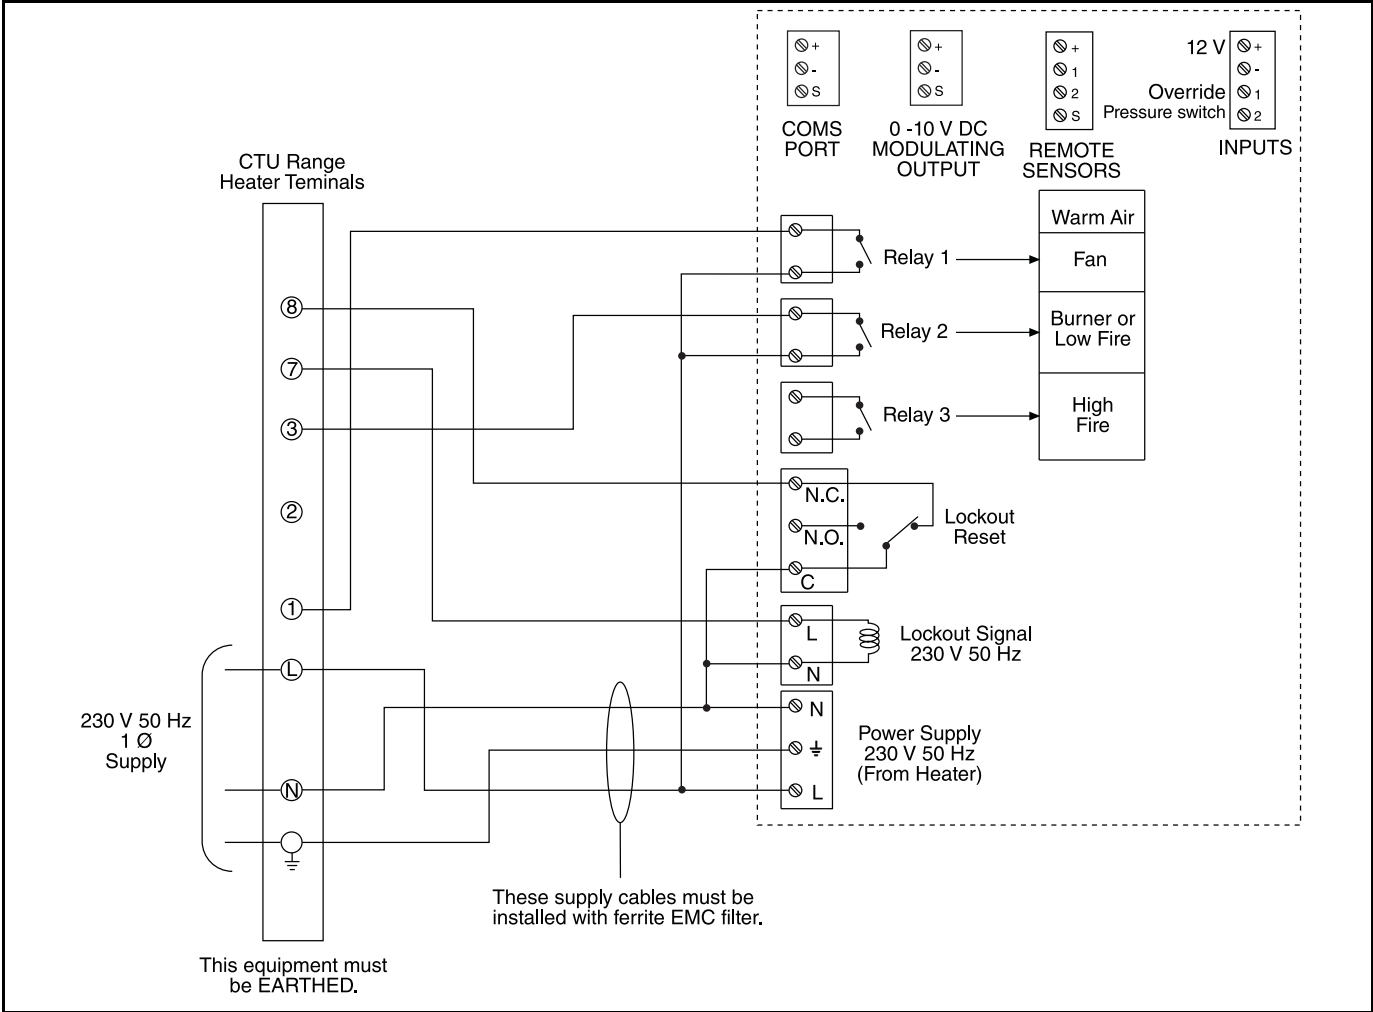 +
-
S
COMS
PORT
+
-
S
0 -10 V DC
MODULATING
OUTPUT
+
1
2
S
REMOTE
SENSORS
12 V +
-
Override 1
Pressure switch 2
INPUTS
CTU Range
Heater Teminals
8
7
3
2
1
L
N
230 V 50 Hz
1 Ø
Supply
This equipment must
be EARTHED.
These supply cables must be
installed with ferrite EMC filter.
Relay 1
Relay 2
Relay 3
Warm Air
Fan
Burner or
Low Fire
High
Fire
N.C.
N.O.
C
Lockout
Reset
L
N
Lockout Signal
230 V 50 Hz
N
L
Power Supply
230 V 50 Hz
(From Heater)